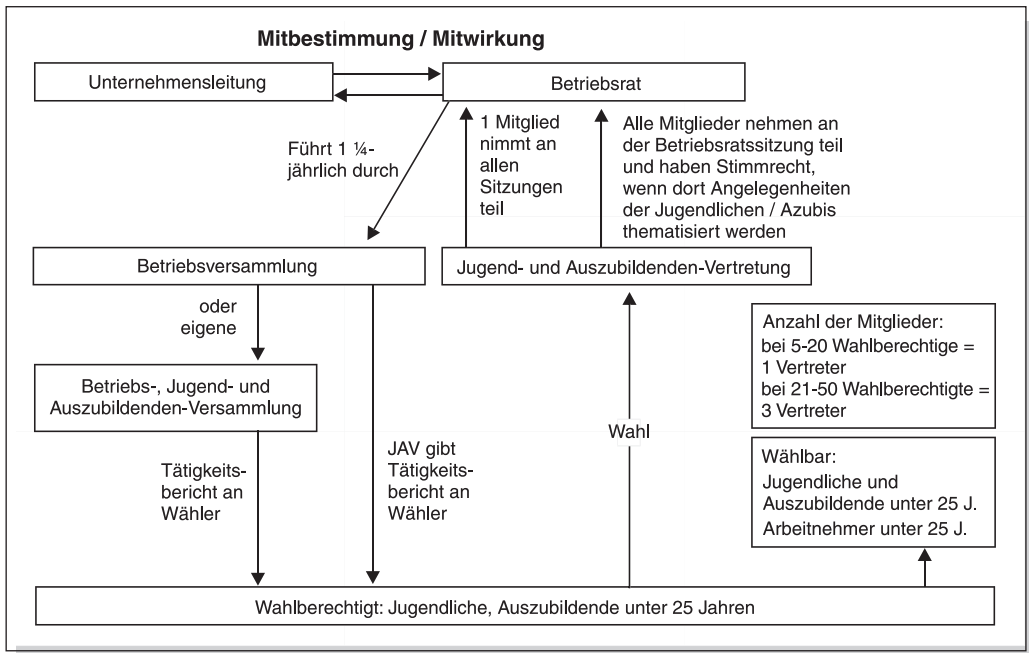 Mitbestimmung / Mitwirkung
Unternehmensleitung
Betriebsrat
Führt 1 ¼-
jährlich durch
1 Mitglied
nimmt an
allen
Sitzungen
teil
Alle Mitglieder nehmen an
der Betriebsratssitzung teil
und haben Stimmrecht,
wenn dort Angelegenheiten
der Jugendlichen / Azubis
thematisiert werden
Betriebsversammlung
Jugend- und Auszubildenden-Vertretung
oder
eigene
Anzahl der Mitglieder:
bei 5-20 Wahlberechtige =
1 Vertreter
bei 21-50 Wahlberechtigte =
3 Vertreter
Betriebs-, Jugend- und
Auszubildenden-Versammlung
Wahl
Tätigkeits-
bericht an
Wähler
JAV gibt
Tätigkeits-
bericht an
Wähler
Wählbar:
Jugendliche und
Auszubildende unter 25 J.
Arbeitnehmer unter 25 J.
Wahlberechtigt: Jugendliche, Auszubildende unter 25 Jahren